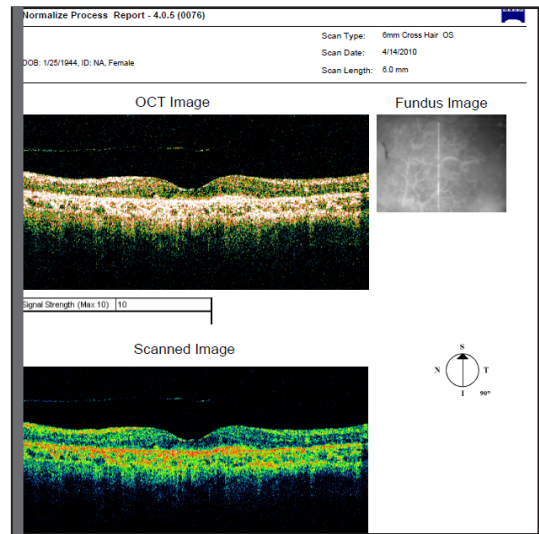 Normalize Process Report - 4.0.5 (0076)
Scan Type: 6mm Cross Hair OS
Scan Date: 4/14/2010
DOB: 1/25/1944, ID: NA, Female
Scan Length: 6.0 mm
OCT Image
Fundus Image
Signal Strength (Max 10) 10
Scanned Image
S
N T
I 90°